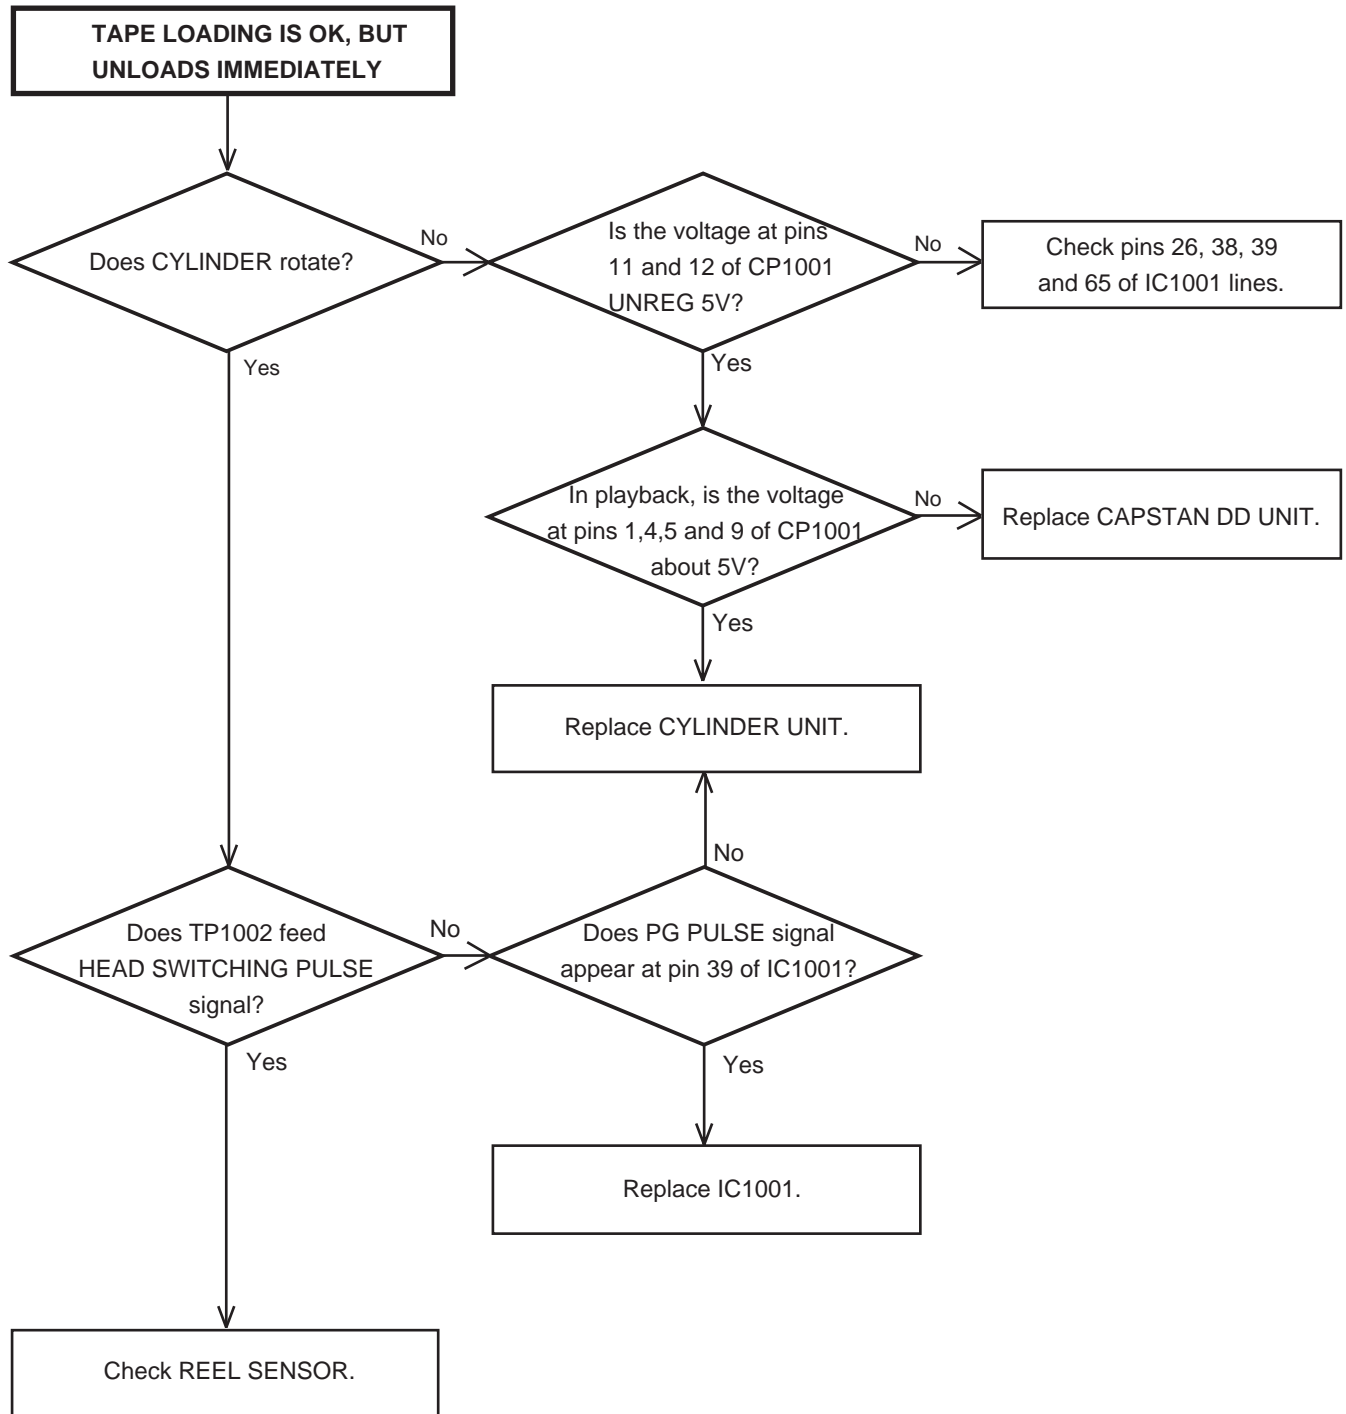 TAPE LOADING IS OK, BUT
UNLOADS IMMEDIATELY
Does CYLINDER rotate?
No
Is the voltage at pins
11 and 12 of CP1001
UNREG 5V?
No
Check pins 26, 38, 39
and 65 of IC1001 lines.
Yes
Yes
In playback, is the voltage
at pins 1,4,5 and 9 of CP1001
about 5V?
No
Replace CAPSTAN DD UNIT.
Yes
Replace CYLINDER UNIT.
No
Does TP1002 feed
HEAD SWITCHING PULSE
signal?
No
Does PG PULSE signal
appear at pin 39 of IC1001?
Yes
Yes
Replace IC1001.
Check REEL SENSOR.